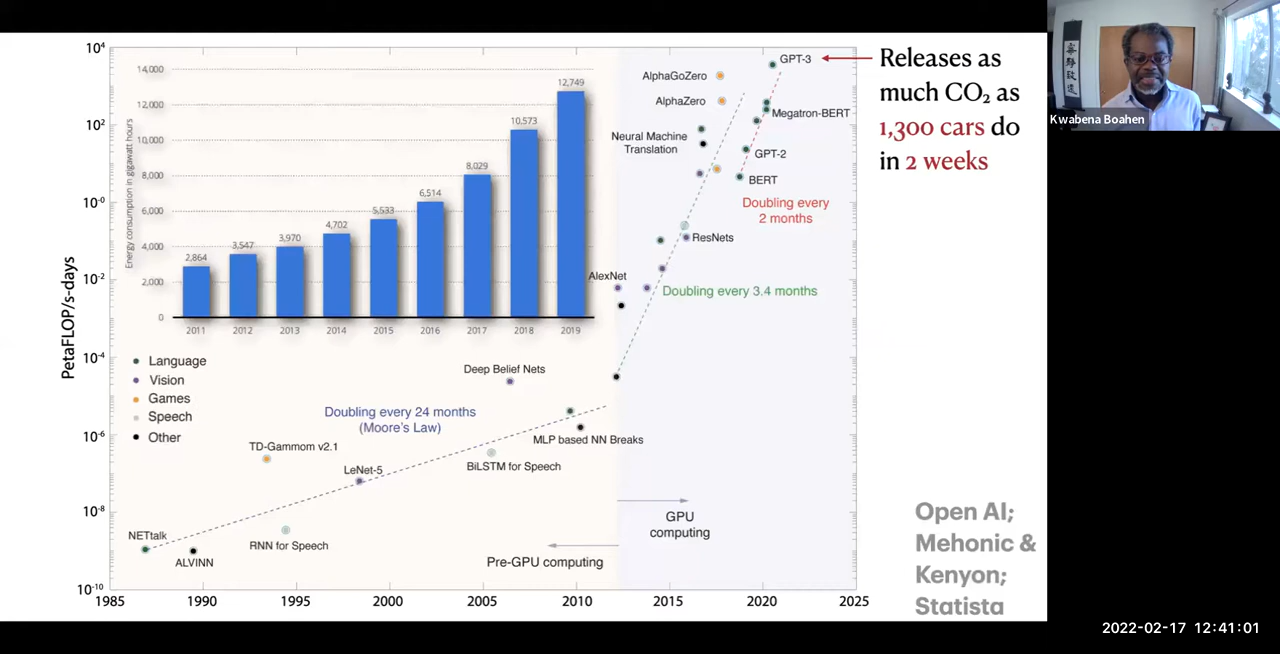 10⁴
10²
10⁻⁰
10⁻²
10⁻⁴
10⁻⁶
10⁻⁸
10⁻¹⁰
PetaFLOP/s-days
1985
1990
1995
2000
2005
2010
2015
2020
2025
Energy consumption in gigawatt hours
14,000
12,000
10,000
8,000
6,000
4,000
2,000
0
2,864
3,547
3,970
4,702
5,533
6,514
8,029
10,573
12,749
2011
2012
2013
2014
2015
2016
2017
2018
2019
Language
Vision
Games
Speech
Other
Doubling every 24 months
(Moore's Law)
Deep Belief Nets
TD-Gammom v2.1
LeNet-5
BiLSTM for Speech
MLP based NN Breaks
NETtalk
ALVINN
RNN for Speech
Pre-GPU computing
GPU
computing
AlexNet
ResNets
Doubling every 3.4 months
Doubling every
2 months
Neural Machine
Translation
AlphaZero
AlphaGoZero
GPT-3
Megatron-BERT
GPT-2
BERT
Releases as
much CO₂ as
1,300 cars do
in 2 weeks
Open AI;
Mehonic &
Kenyon;
Statista
Kwabena Boahen
2022-02-17 12:41:01